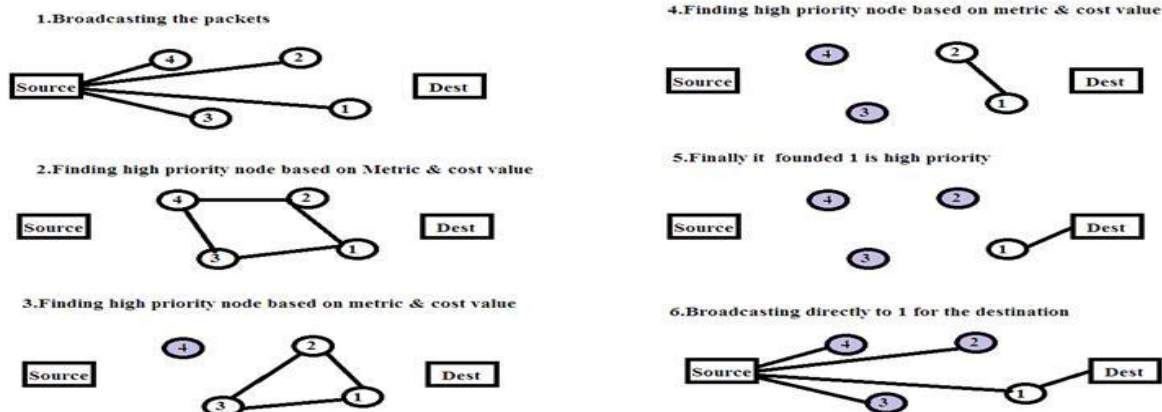 1.Broadcasting the packets
4
2
Source
Dest
1
3
2.Finding high priority node based on Metric & cost value
4
2
Source
Dest
1
3
3.Finding high priority node based on metric & cost value
4
2
Source
Dest
1
3
4.Finding high priority node based on metric & cost value
4
2
Source
Dest
1
3
5.Finally it founded 1 is high priority
4
2
Source
Dest
1
3
6.Broadcasting directly to 1 for the destination
4
2
Source
Dest
1
3